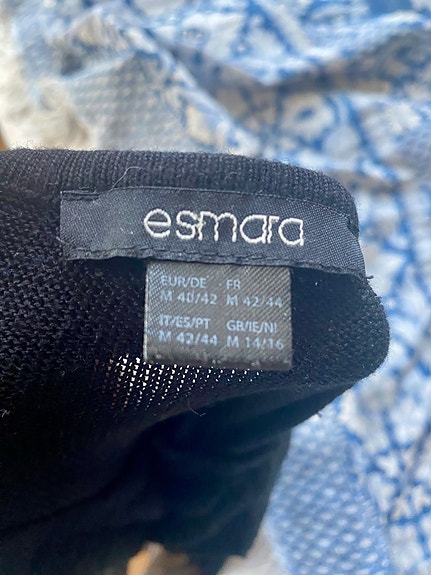 esmara
EUR/DE FR
M 40/42 M 42/44
IT/ES/PT GB/IE/NI
M 42/44 M 14/16